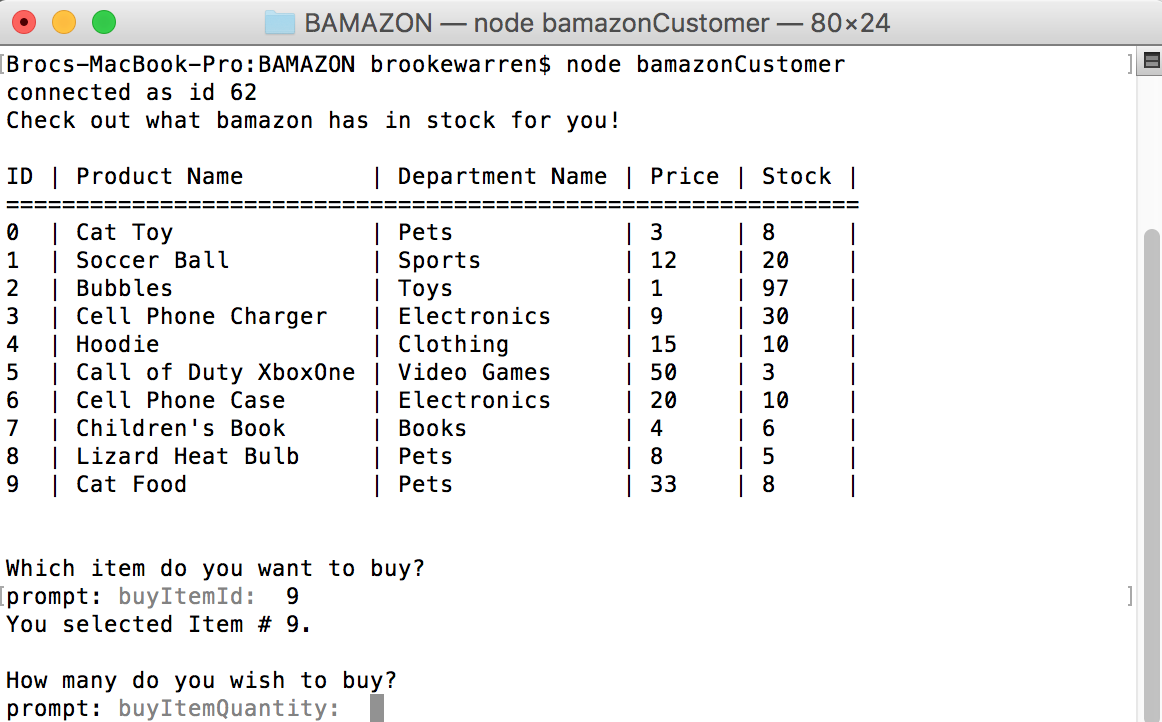 BAMAZON — node bamazonCustomer — 80×24
[Brocs-MacBook-Pro:BAMAZON brookewarren$ node bamazonCustomer ]
connected as id 62
Check out what bamazon has in stock for you!
ID | Product Name | Department Name | Price | Stock |
=============================================================
0 | Cat Toy | Pets | 3 | 8 |
1 | Soccer Ball | Sports | 12 | 20 |
2 | Bubbles | Toys | 1 | 97 |
3 | Cell Phone Charger | Electronics | 9 | 30 |
4 | Hoodie | Clothing | 15 | 10 |
5 | Call of Duty XboxOne | Video Games | 50 | 3 |
6 | Cell Phone Case | Electronics | 20 | 10 |
7 | Children's Book | Books | 4 | 6 |
8 | Lizard Heat Bulb | Pets | 8 | 5 |
9 | Cat Food | Pets | 33 | 8 |
Which item do you want to buy?
[prompt: buyItemId: 9 ]
You selected Item # 9.
How many do you wish to buy?
prompt: buyItemQuantity: